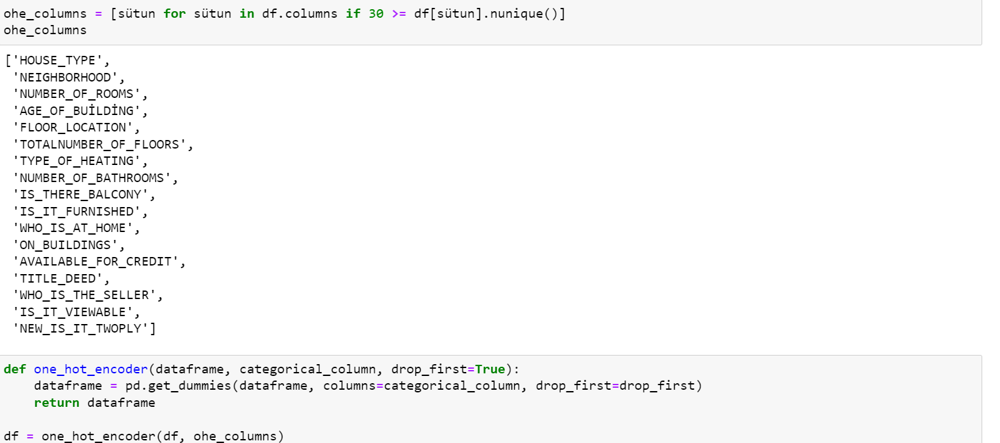 ohe_columns = [sütun for sütun in df.columns if 30 >= df[sütun].nunique()]
ohe_columns
['HOUSE_TYPE',
'NEIGHBORHOOD',
'NUMBER_OF_ROOMS',
'AGE_OF_BUİLDİNG',
'FLOOR_LOCATION',
'TOTALNUMBER_OF_FLOORS',
'TYPE_OF_HEATING',
'NUMBER_OF_BATHROOMS',
'IS_THERE_BALCONY',
'IS_IT_FURNISHED',
'WHO_IS_AT_HOME',
'ON_BUILDINGS',
'AVAILABLE_FOR_CREDIT',
'TITLE_DEED',
'WHO_IS_THE_SELLER',
'IS_IT_VIEWABLE',
'NEW_IS_IT_TWOPLY']
def one_hot_encoder(dataframe, categorical_column, drop_first=True):
    dataframe = pd.get_dummies(dataframe, columns=categorical_column, drop_first=drop_first)
    return dataframe
df = one_hot_encoder(df, ohe_columns)